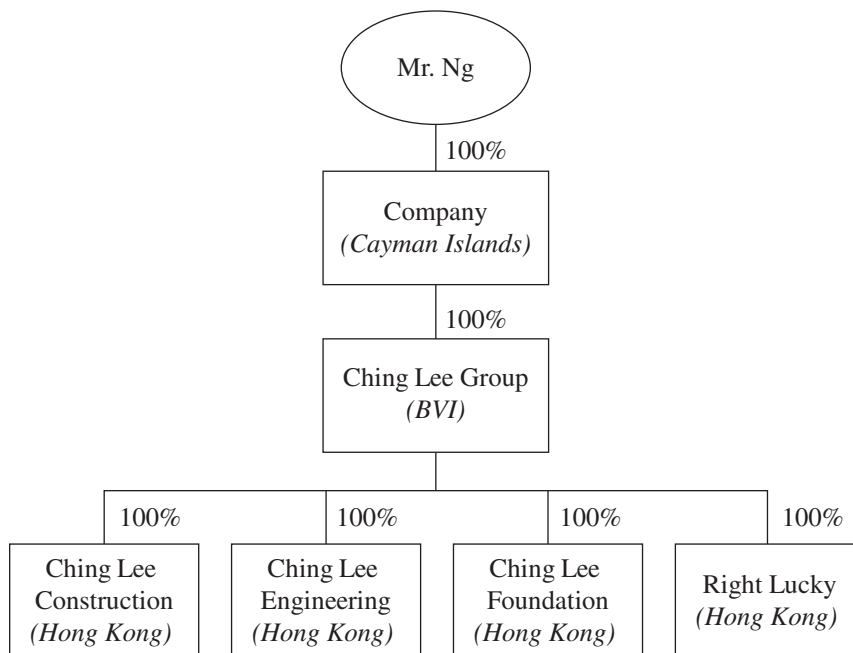 Mr. Ng
100%
Company
(Cayman Islands)
100%
Ching Lee Group
(BVI)
100%
100%
100%
100%
Ching Lee
Construction
(Hong Kong)
Ching Lee
Engineering
(Hong Kong)
Ching Lee
Foundation
(Hong Kong)
Right Lucky
(Hong Kong)